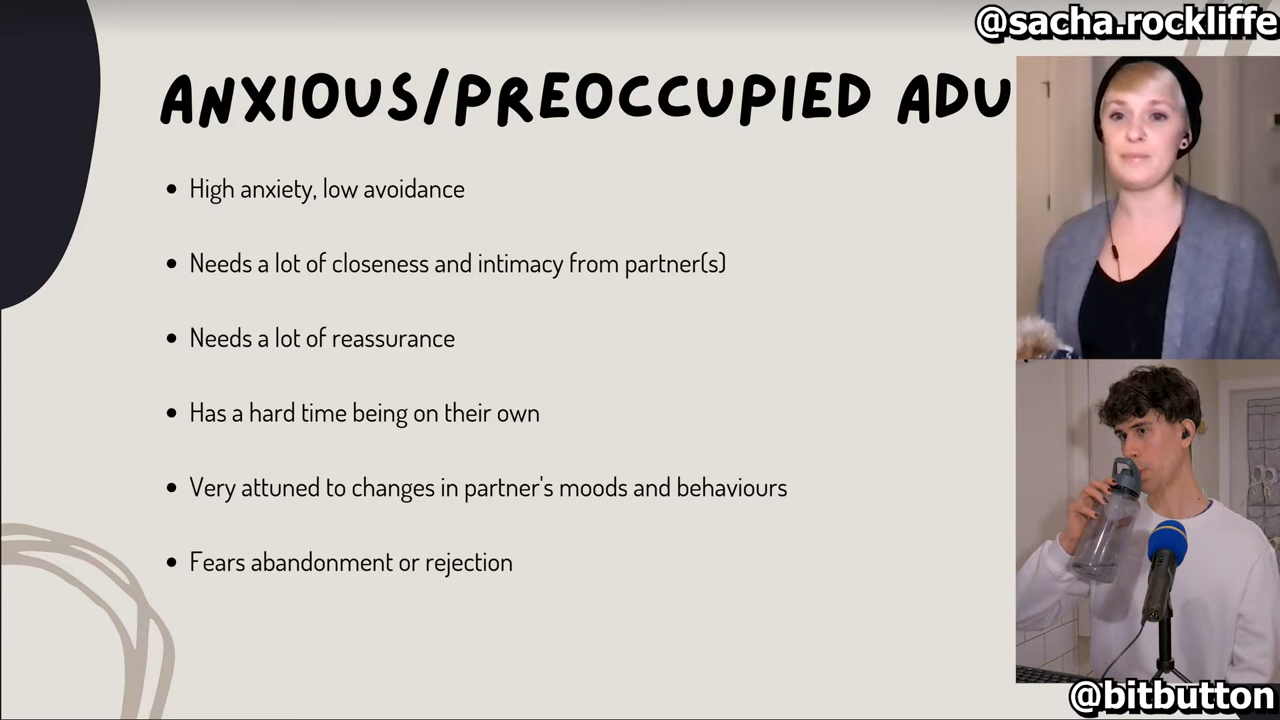 @sacha.rockliffe
ANXIOUS/PREOCCUPIED ADU
• High anxiety, low avoidance
• Needs a lot of closeness and intimacy from partner(s)
• Needs a lot of reassurance
• Has a hard time being on their own
• Very attuned to changes in partner's moods and behaviours
• Fears abandonment or rejection
@bitbutton